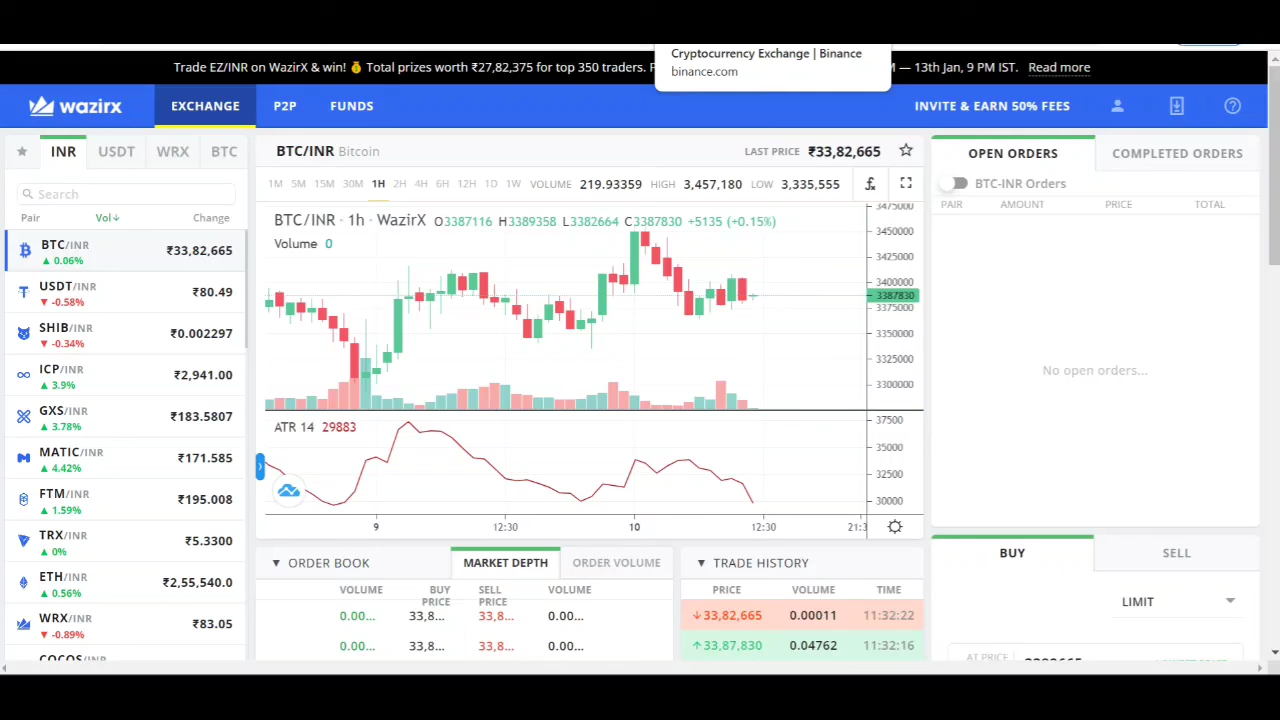 Cryptocurrency Exchange | Binance
binance.com
Trade EZ/INR on WazirX & win! 💰 Total prizes worth ₹27,82,375 for top 350 traders. — 13th Jan, 9 PM IST. Read more
wazirx EXCHANGE P2P FUNDS INVITE & EARN 50% FEES
INR USDT WRX BTC
Search
Pair Vol↓ Change
BTC/INR ₹33,82,665
▲ 0.06%
USDT/INR ₹80.49
▼ -0.58%
SHIB/INR ₹0.002297
▼ -0.34%
ICP/INR ₹2,941.00
▲ 3.9%
GXS/INR ₹183.5807
▲ 3.78%
MATIC/INR ₹171.585
▲ 4.42%
FTM/INR ₹195.008
▲ 1.59%
TRX/INR ₹5.3300
▲ 0%
ETH/INR ₹2,55,540.0
▲ 0.56%
WRX/INR ₹83.05
▼ -0.89%
COCOS/INR
BTC/INR Bitcoin LAST PRICE ₹33,82,665
1M 5M 15M 30M 1H 2H 4H 6H 12H 1D 1W VOLUME 219.93359 HIGH 3,457,180 LOW 3,335,555
BTC/INR · 1h · WazirX O3387116 H3389358 L3382664 C3387830 +5135 (+0.15%)
Volume 0
3475000
3450000
3425000
3400000
3387830
3375000
3350000
3325000
3300000
ATR 14 29883
37500
35000
32500
30000
9 12:30 10 12:30 21:3
▼ ORDER BOOK MARKET DEPTH ORDER VOLUME
VOLUME BUY PRICE SELL PRICE VOLUME
0.00... 33,8... 33,8... 0.00...
0.00... 33,8... 33,8... 0.00...
▼ TRADE HISTORY
PRICE VOLUME TIME
↓33,82,665 0.00011 11:32:22
↑33,87,830 0.04762 11:32:16
OPEN ORDERS COMPLETED ORDERS
BTC-INR Orders
PAIR AMOUNT PRICE TOTAL
No open orders...
BUY SELL
LIMIT
AT PRICE